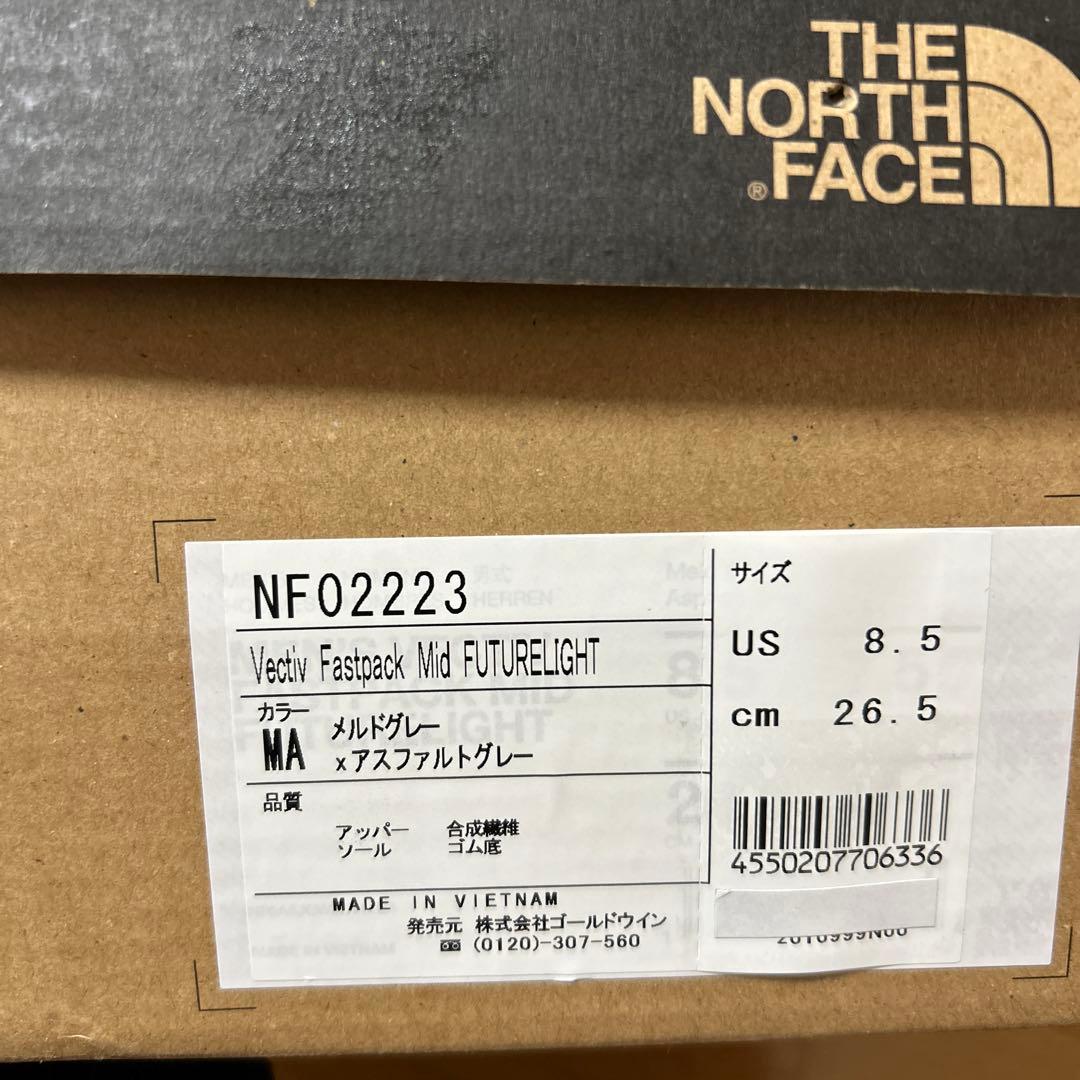 THE
NORTH
FACE
®
NF02223
Vectiv Fastpack Mid FUTURELIGHT
カラー
MA
メルドグレー
xアスファルトグレー
品質
アッパー 合成繊維
ソール ゴム底
MADE IN VIETNAM
発売元 株式会社ゴールドウイン
(0120)-307-560
サイズ
US 8.5
cm 26.5
4550207706336